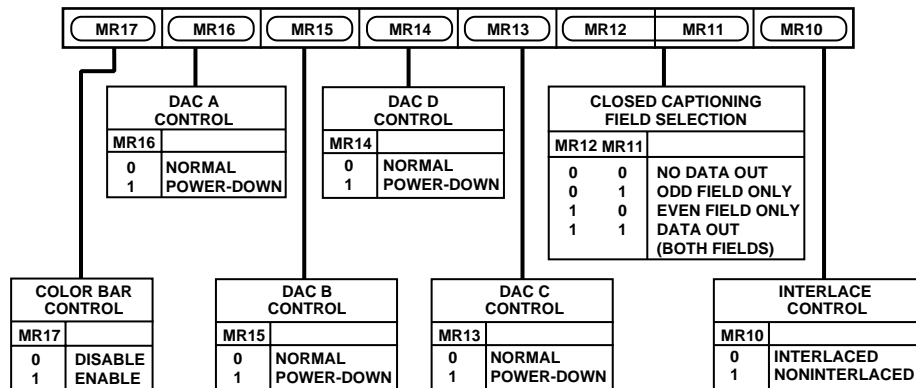 MR17 MR16 MR15 MR14 MR13 MR12 MR11 MR10
DAC A
CONTROL
MR16
0 NORMAL
1 POWER-DOWN
DAC D
CONTROL
MR14
0 NORMAL
1 POWER-DOWN
CLOSED CAPTIONING
FIELD SELECTION
MR12 MR11
0 0 NO DATA OUT
0 1 ODD FIELD ONLY
1 0 EVEN FIELD ONLY
1 1 DATA OUT
(BOTH FIELDS)
COLOR BAR
CONTROL
MR17
0 DISABLE
1 ENABLE
DAC B
CONTROL
MR15
0 NORMAL
1 POWER-DOWN
DAC C
CONTROL
MR13
0 NORMAL
1 POWER-DOWN
INTERLACE
CONTROL
MR10
0 INTERLACED
1 NONINTERLACED